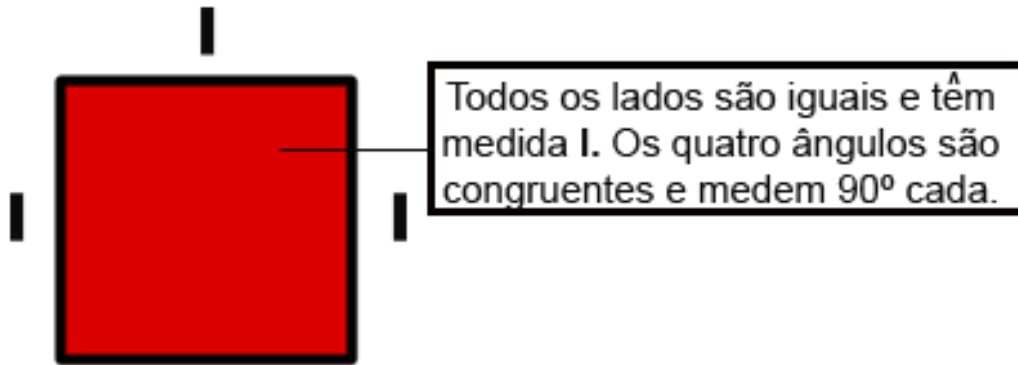 l
l
l
Todos os lados são iguais e têm
medida l. Os quatro ângulos são
congruentes e medem 90º cada.